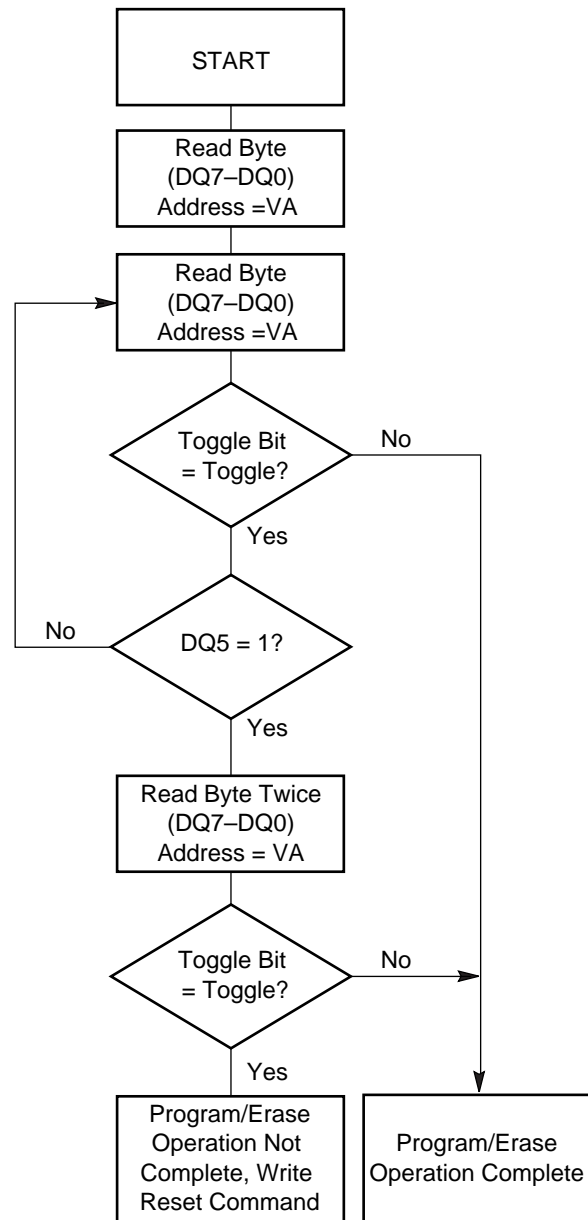 START
Read Byte
(DQ7–DQ0)
Address =VA
Read Byte
(DQ7–DQ0)
Address =VA
Toggle Bit
= Toggle?
No
Yes
No
DQ5 = 1?
Yes
Read Byte Twice
(DQ7–DQ0)
Address = VA
Toggle Bit
= Toggle?
No
Yes
Program/Erase
Operation Not
Complete, Write
Reset Command
Program/Erase
Operation Complete